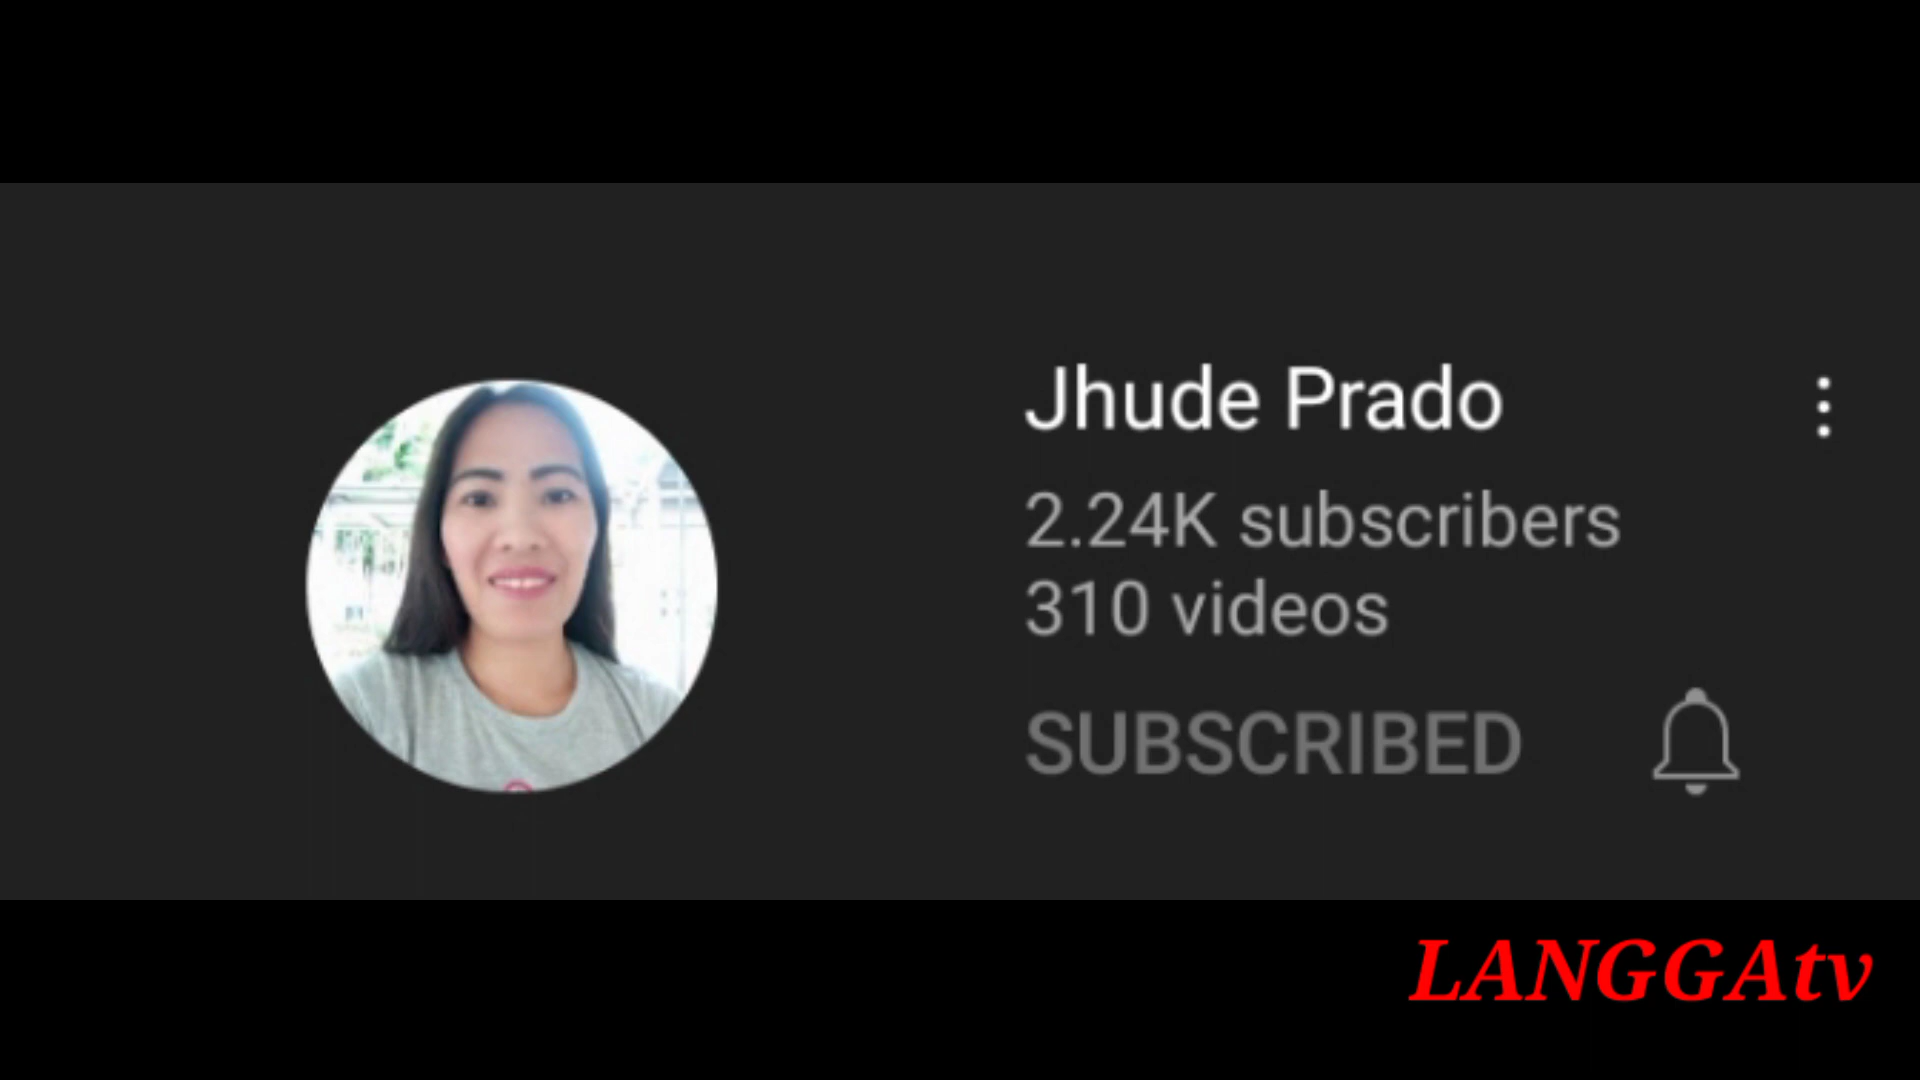 Jhude Prado
2.24K subscribers
310 videos
SUBSCRIBED
LANGGAtv